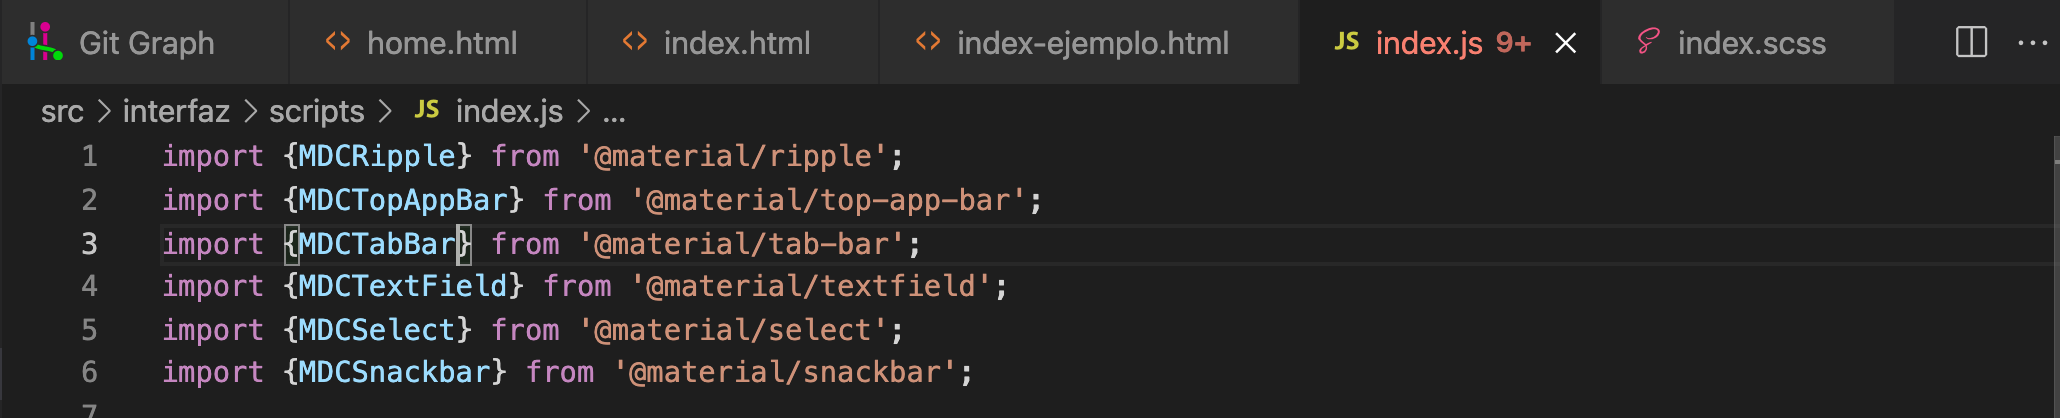 Git Graph <> home.html <> index.html <> index-ejemplo.html JS index.js 9+ index.scss
src > interfaz > scripts > JS index.js > ...
1 import {MDCRipple} from '@material/ripple';
2 import {MDCTopAppBar} from '@material/top-app-bar';
3 import {MDCTabBar} from '@material/tab-bar';
4 import {MDCTextField} from '@material/textfield';
5 import {MDCSelect} from '@material/select';
6 import {MDCSnackbar} from '@material/snackbar';
7